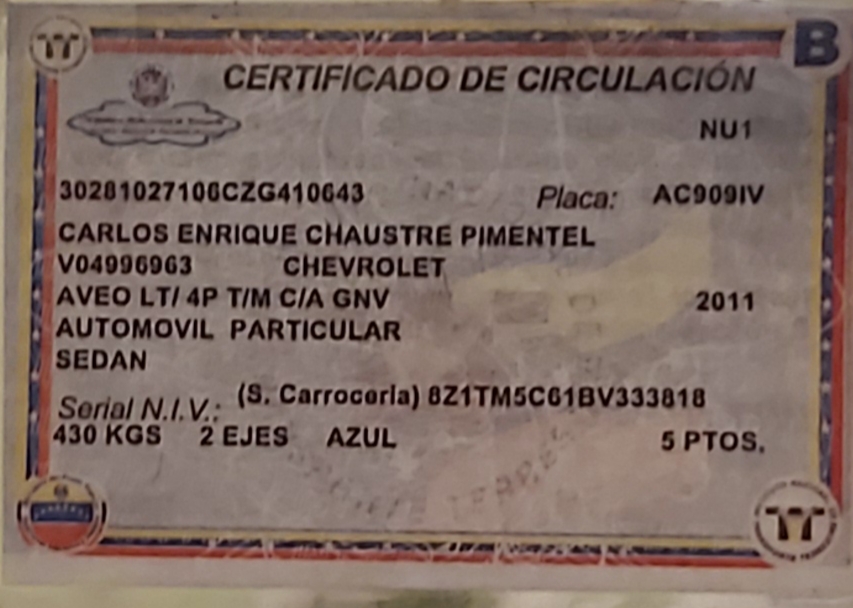 B
CERTIFICADO DE CIRCULACIÓN
NU1
30281027106CZG410643 Placa: AC909IV
CARLOS ENRIQUE CHAUSTRE PIMENTEL
V04996963 CHEVROLET
AVEO LT/ 4P T/M C/A GNV 2011
AUTOMOVIL PARTICULAR
SEDAN
Serial N.I.V.: (S. Carroceria) 8Z1TM5C61BV333818
430 KGS 2 EJES AZUL 5 PTOS.